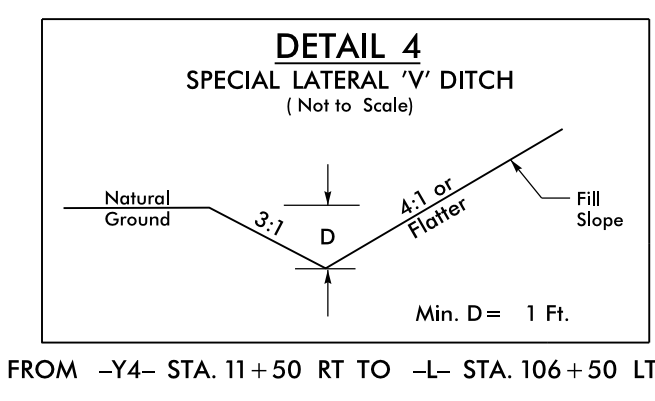 DETAIL 4
SPECIAL LATERAL 'V' DITCH
( Not to Scale)
Natural
Ground
3:1
D
4:1 or
Flatter
Fill
Slope
Min. D= 1 Ft.
FROM -Y4- STA. 11+50 RT TO -L- STA. 106+50 LT